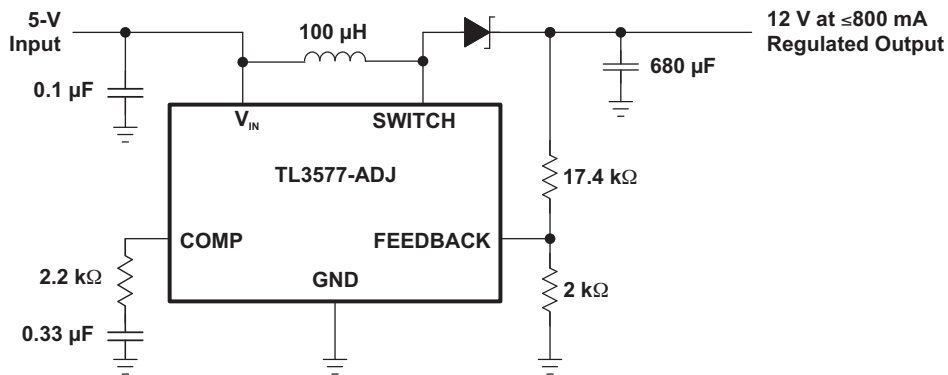 5-V
Input
100 µH
12 V at ≤800 mA
Regulated Output
0.1 µF
680 µF
VIN
SWITCH
TL3577-ADJ
17.4 kΩ
COMP
FEEDBACK
2.2 kΩ
GND
2 kΩ
0.33 µF